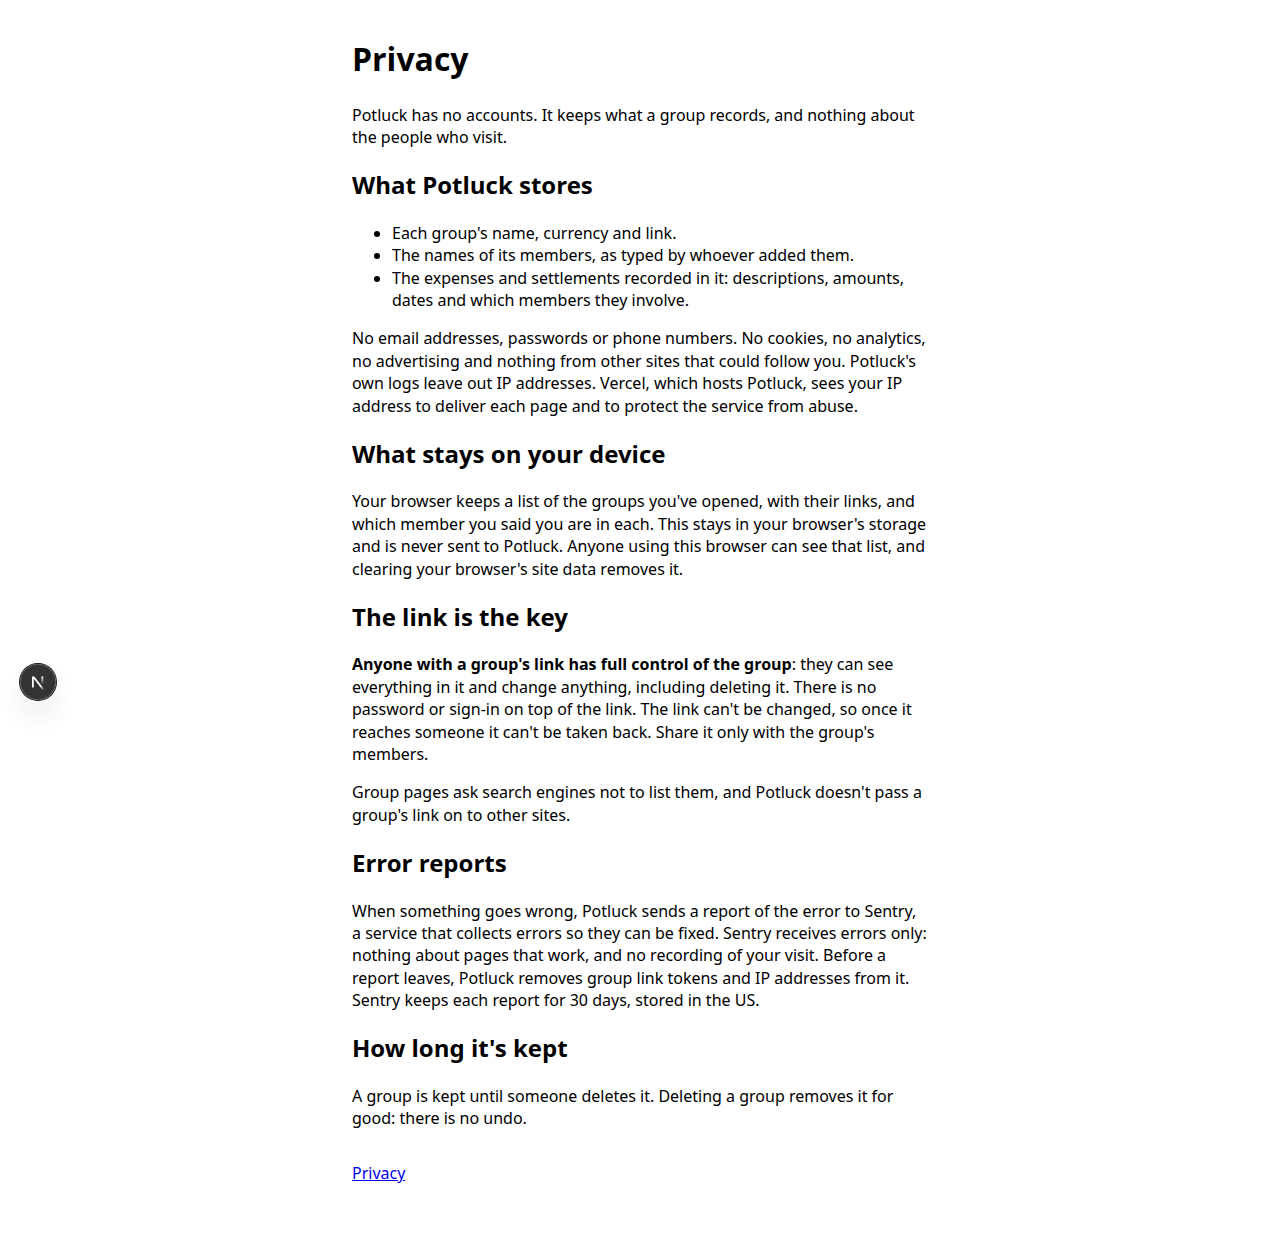 Privacy
Potluck has no accounts. It keeps what a group records, and nothing about
the people who visit.
What Potluck stores
Each group's name, currency and link.
The names of its members, as typed by whoever added them.
The expenses and settlements recorded in it: descriptions, amounts,
dates and which members they involve.
No email addresses, passwords or phone numbers. No cookies, no analytics,
no advertising and nothing from other sites that could follow you. Potluck's
own logs leave out IP addresses. Vercel, which hosts Potluck, sees your IP
address to deliver each page and to protect the service from abuse.
What stays on your device
Your browser keeps a list of the groups you've opened, with their links, and
which member you said you are in each. This stays in your browser's storage
and is never sent to Potluck. Anyone using this browser can see that list, and
clearing your browser's site data removes it.
The link is the key
Anyone with a group's link has full control of the group: they can see
everything in it and change anything, including deleting it. There is no
password or sign-in on top of the link. The link can't be changed, so once it
reaches someone it can't be taken back. Share it only with the group's
members.
N
Group pages ask search engines not to list them, and Potluck doesn't pass a
group's link on to other sites.
Error reports
When something goes wrong, Potluck sends a report of the error to Sentry,
a service that collects errors so they can be fixed. Sentry receives errors only:
nothing about pages that work, and no recording of your visit. Before a
report leaves, Potluck removes group link tokens and IP addresses from it.
Sentry keeps each report for 30 days, stored in the US.
How long it's kept
A group is kept until someone deletes it. Deleting a group removes it for
good: there is no undo.
Privacy